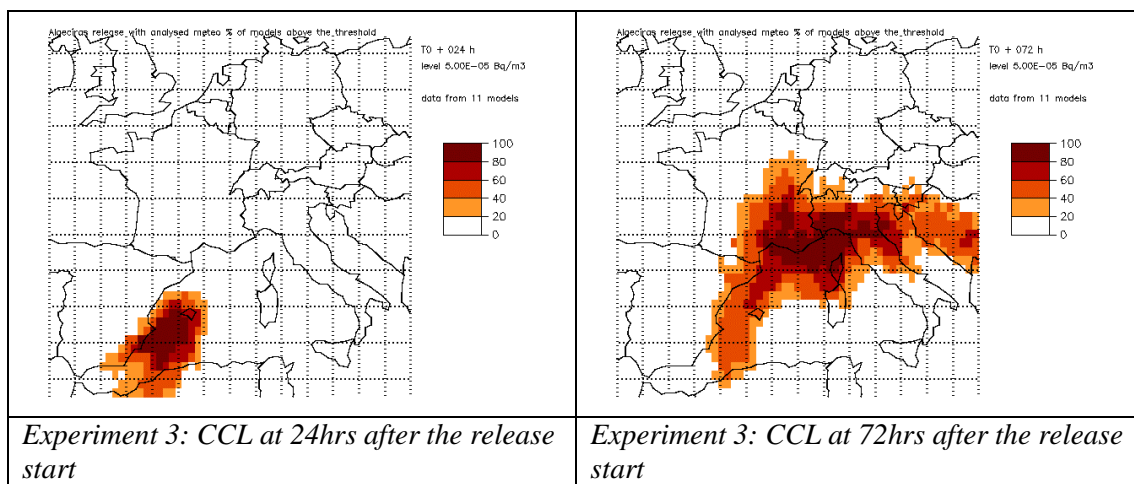 Algeciras release with analysed meteo % of models above the threshold
T0 + 024 h
level 5.00E-05 Bq/m3
data from 11 models
100
80
60
40
20
0
Experiment 3: CCL at 24hrs after the release
start
Algeciras release with analysed meteo % of models above the threshold
T0 + 072 h
level 5.00E-05 Bq/m3
data from 11 models
100
80
60
40
20
0
Experiment 3: CCL at 72hrs after the release
start